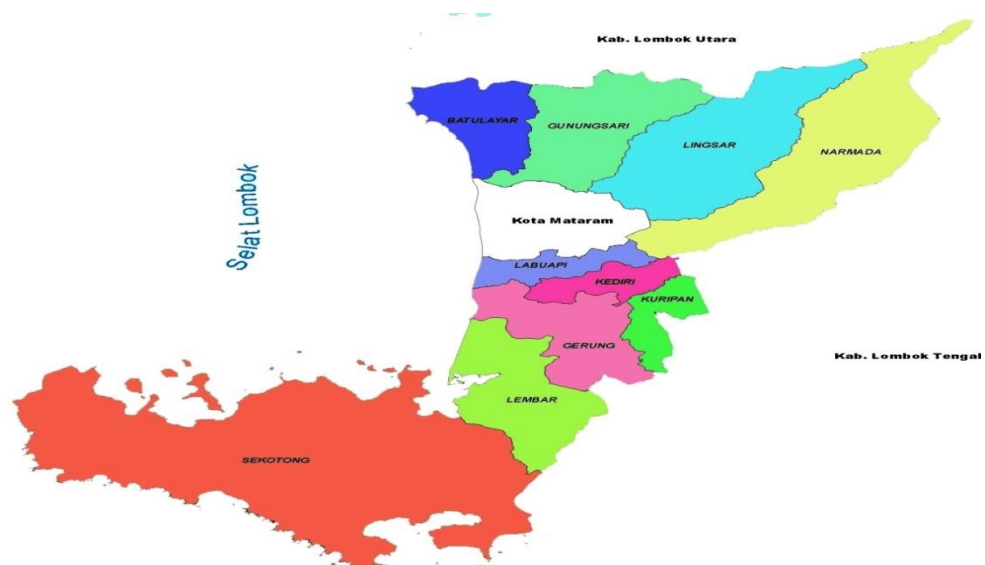 Kab. Lombok Utara
BATULAYAR
GUNUNGSARI
LINGSAR
NARMADA
Selat Lombok
Kota Mataram
LABUAPI
KEDIRI
KURIPAN
GERUNG
Kab. Lombok Tengah
LEMBAR
SEKOTONG